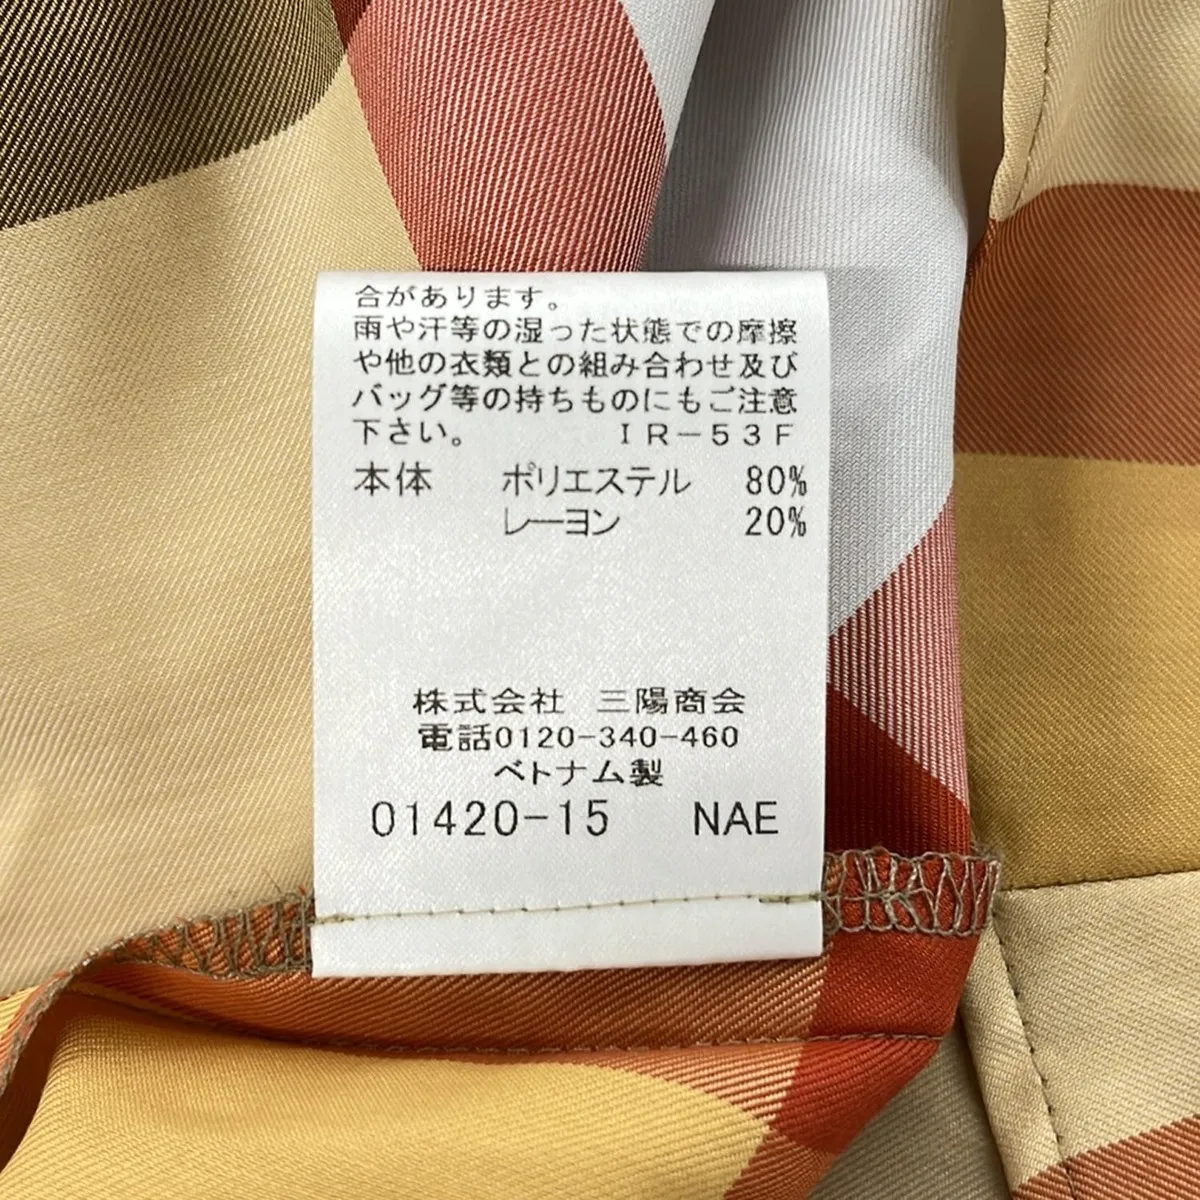 合があります。
雨や汗等の湿った状態での摩擦
や他の衣類との組み合わせ及び
バッグ等の持ちものにもご注意
下さい。 ＩＲ−５３Ｆ
本体 ポリエステル 80%
レーヨン 20%
株式会社 三陽商会
電話0120-340-460
ベトナム製
01420-15 NAE